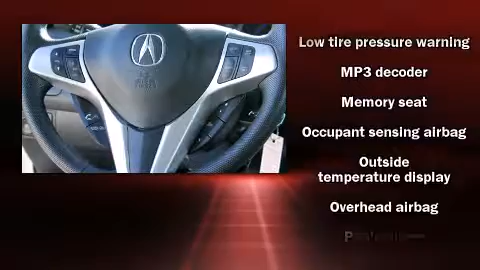 Low tire pressure warning
MP3 decoder
Memory seat
Occupant sensing airbag
Outside
temperature display
Overhead airbag